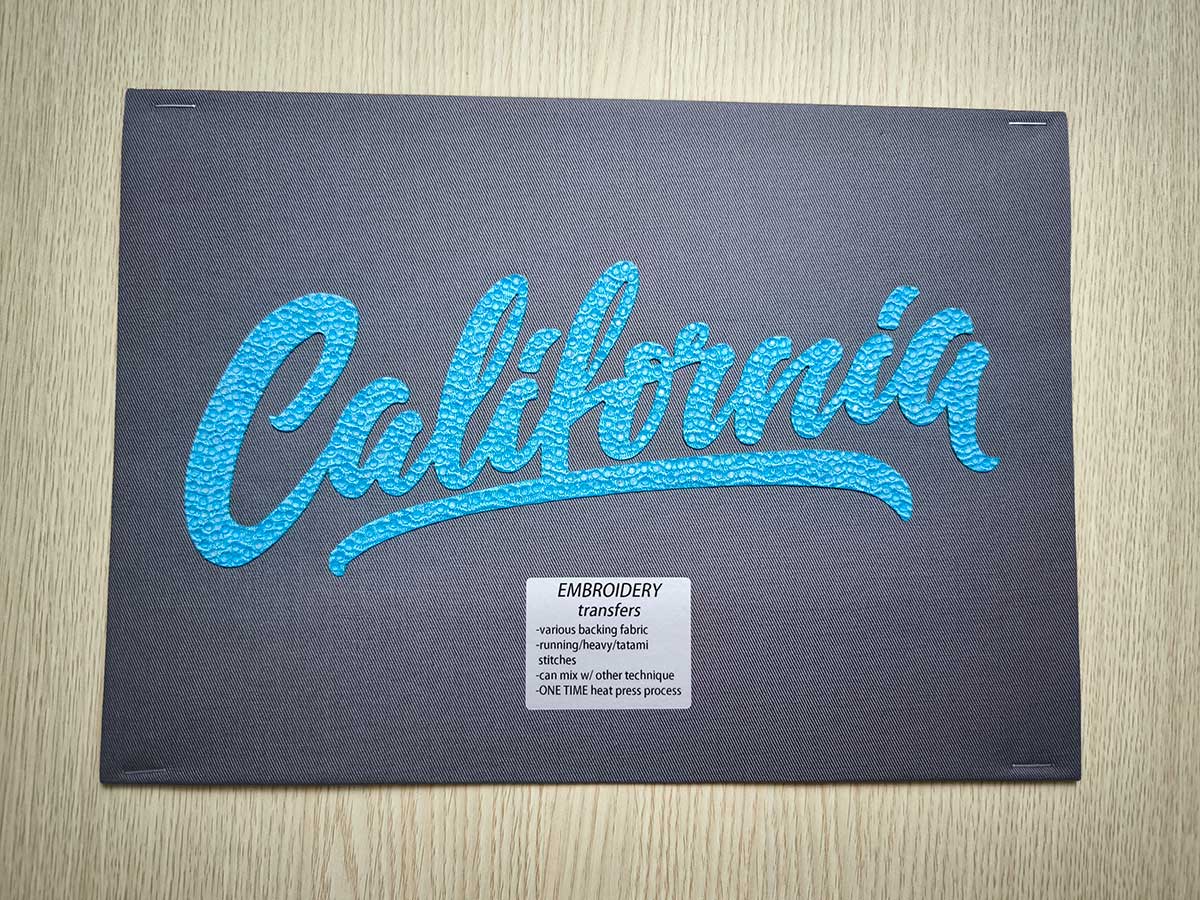 California
EMBROIDERY
transfers
-various backing fabric
-running/heavy/tatami
stitches
-can mix w/ other technique
-ONE TIME heat press process